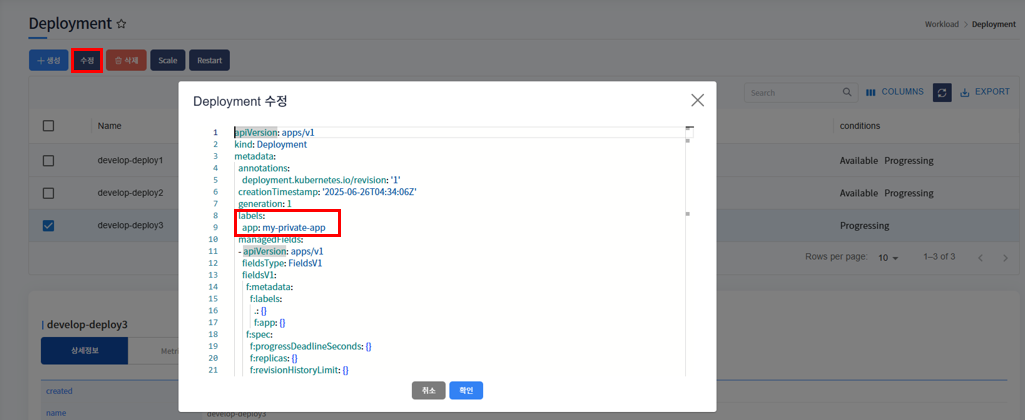 Deployment ☆
Workload > Deployment
+ 생성 수정 삭제 Scale Restart
Deployment 수정
Search COLUMNS EXPORT
Name conditions
develop-deploy1 Available Progressing
develop-deploy2 Available Progressing
develop-deploy3 Progressing
Rows per page: 10 1–3 of 3
1 apiVersion: apps/v1
2 kind: Deployment
3 metadata:
4 annotations:
5 deployment.kubernetes.io/revision: '1'
6 creationTimestamp: '2025-06-26T04:34:06Z'
7 generation: 1
8 labels:
9 app: my-private-app
10 managedFields:
11 - apiVersion: apps/v1
12 fieldsType: FieldsV1
13 fieldsV1:
14 f:metadata:
15 f:labels:
16 .: {}
17 f:app: {}
18 f:spec:
19 f:progressDeadlineSeconds: {}
20 f:replicas: {}
21 f:revisionHistoryLimit: {}
취소 확인
| develop-deploy3
상세정보 Metri
created
name develop-deploy3